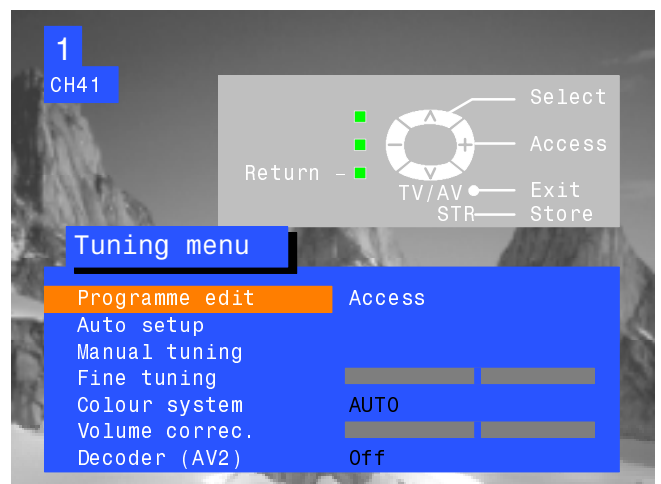 1
CH41
Select
Access
Return –
TV/AV Exit
STR Store
Tuning menu
Programme edit Access
Auto setup
Manual tuning
Fine tuning
Colour system AUTO
Volume correc.
Decoder (AV2) Off